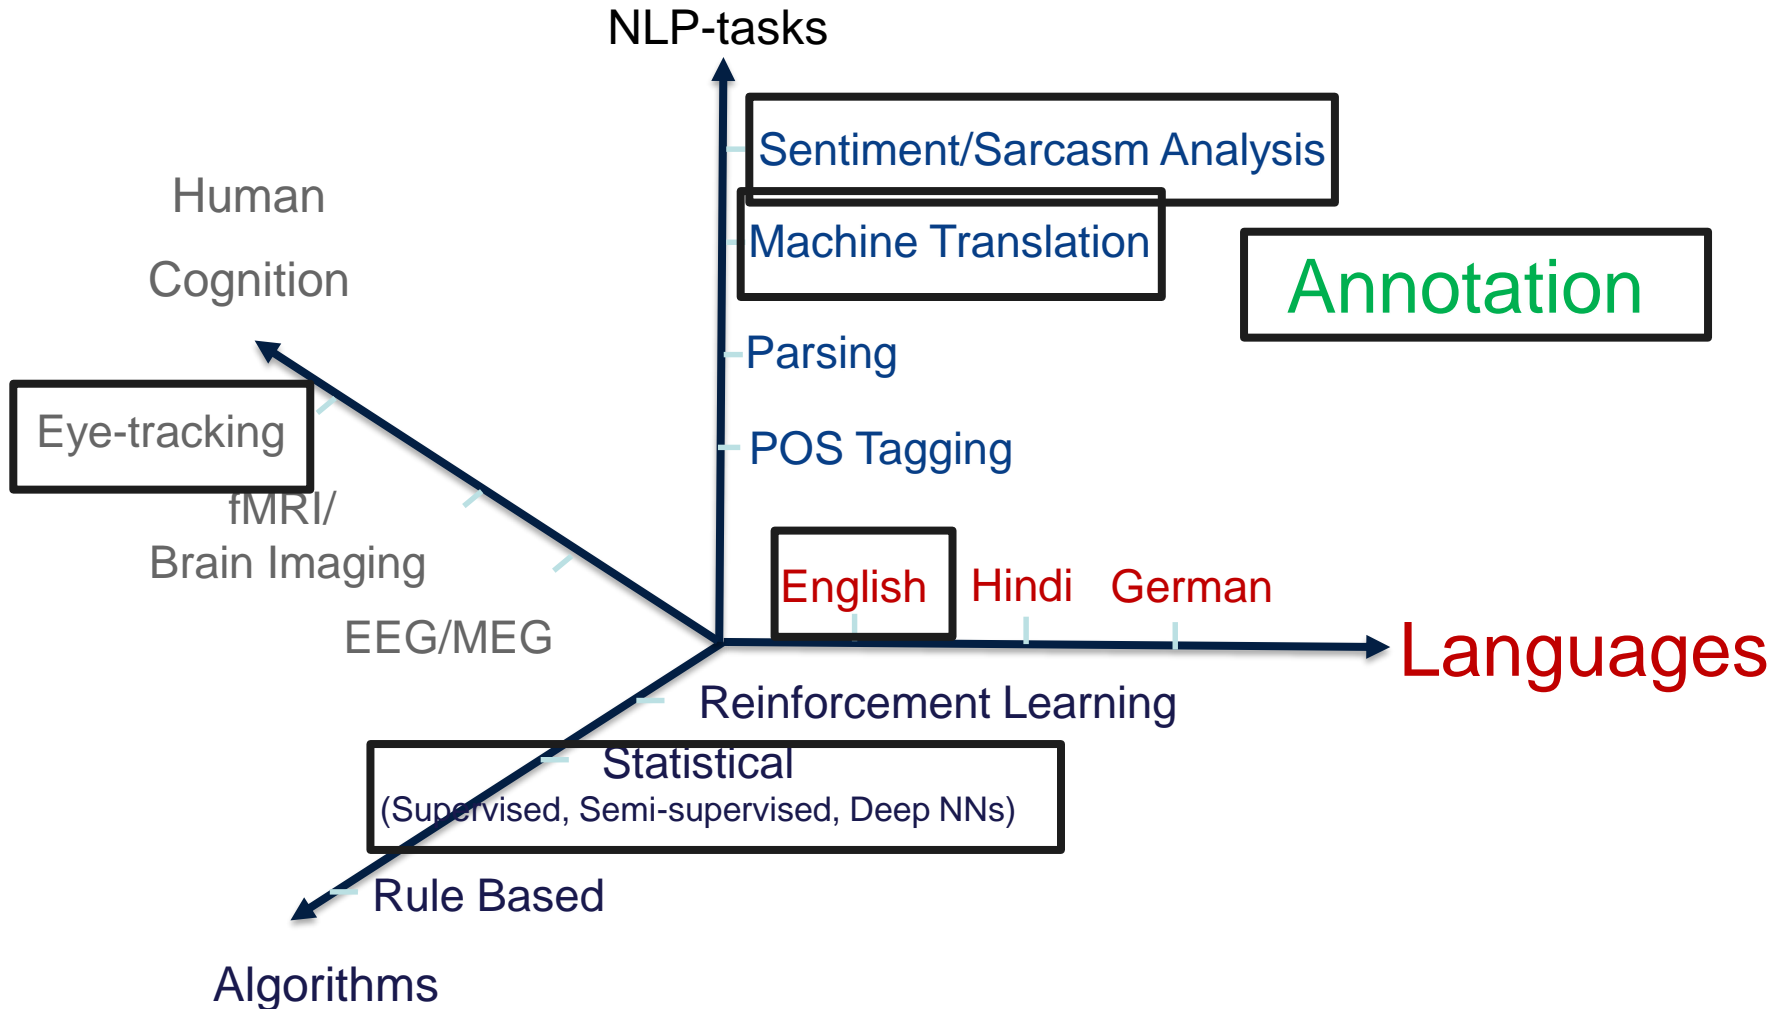 NLP-tasks
Sentiment/Sarcasm Analysis
Human
Machine Translation
Cognition
Annotation
Parsing
Eye-tracking
POS Tagging
fMRI/
Brain Imaging
English
Hindi
German
EEG/MEG
Languages
Reinforcement Learning
Statistical
(Supervised, Semi-supervised, Deep NNs)
Rule Based
Algorithms